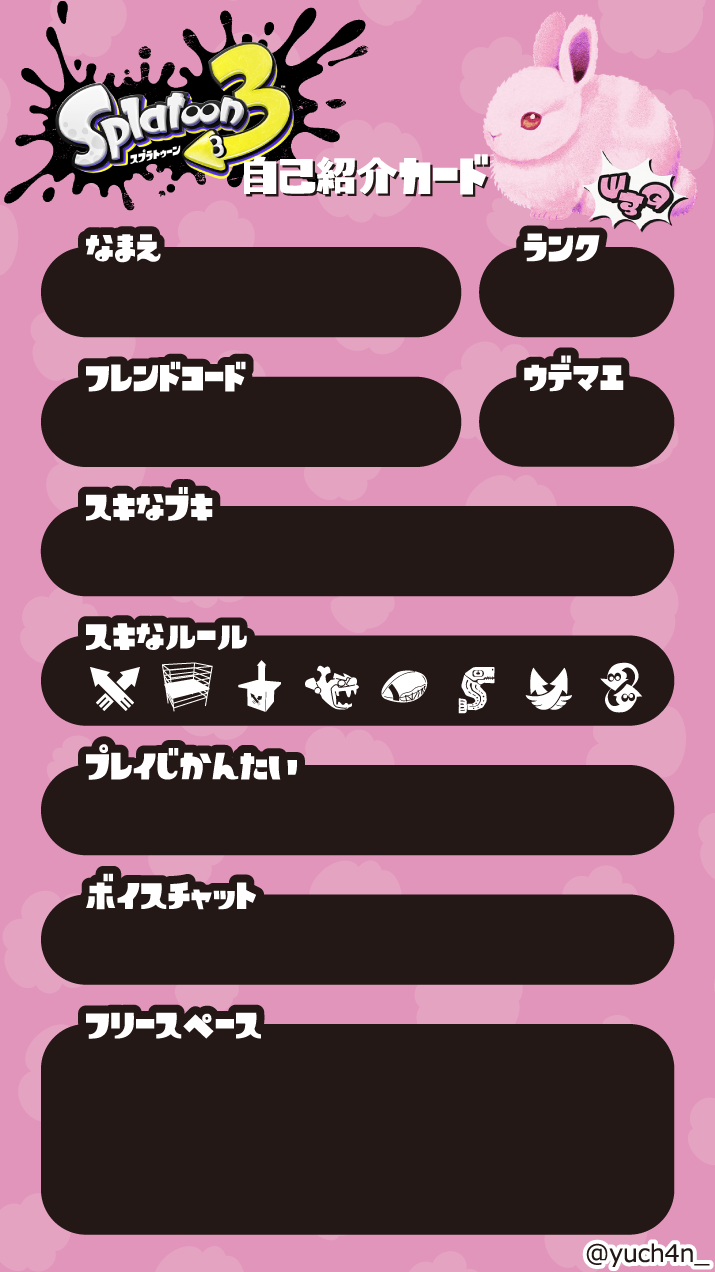 Splatoon 3
スプラトゥーン
自己紹介カード
なまえ
ランク
フレンドコード
ウデマエ
スキなブキ
スキなルール
プレイじかんたい
ボイスチャット
フリースペース
@yuch4n_